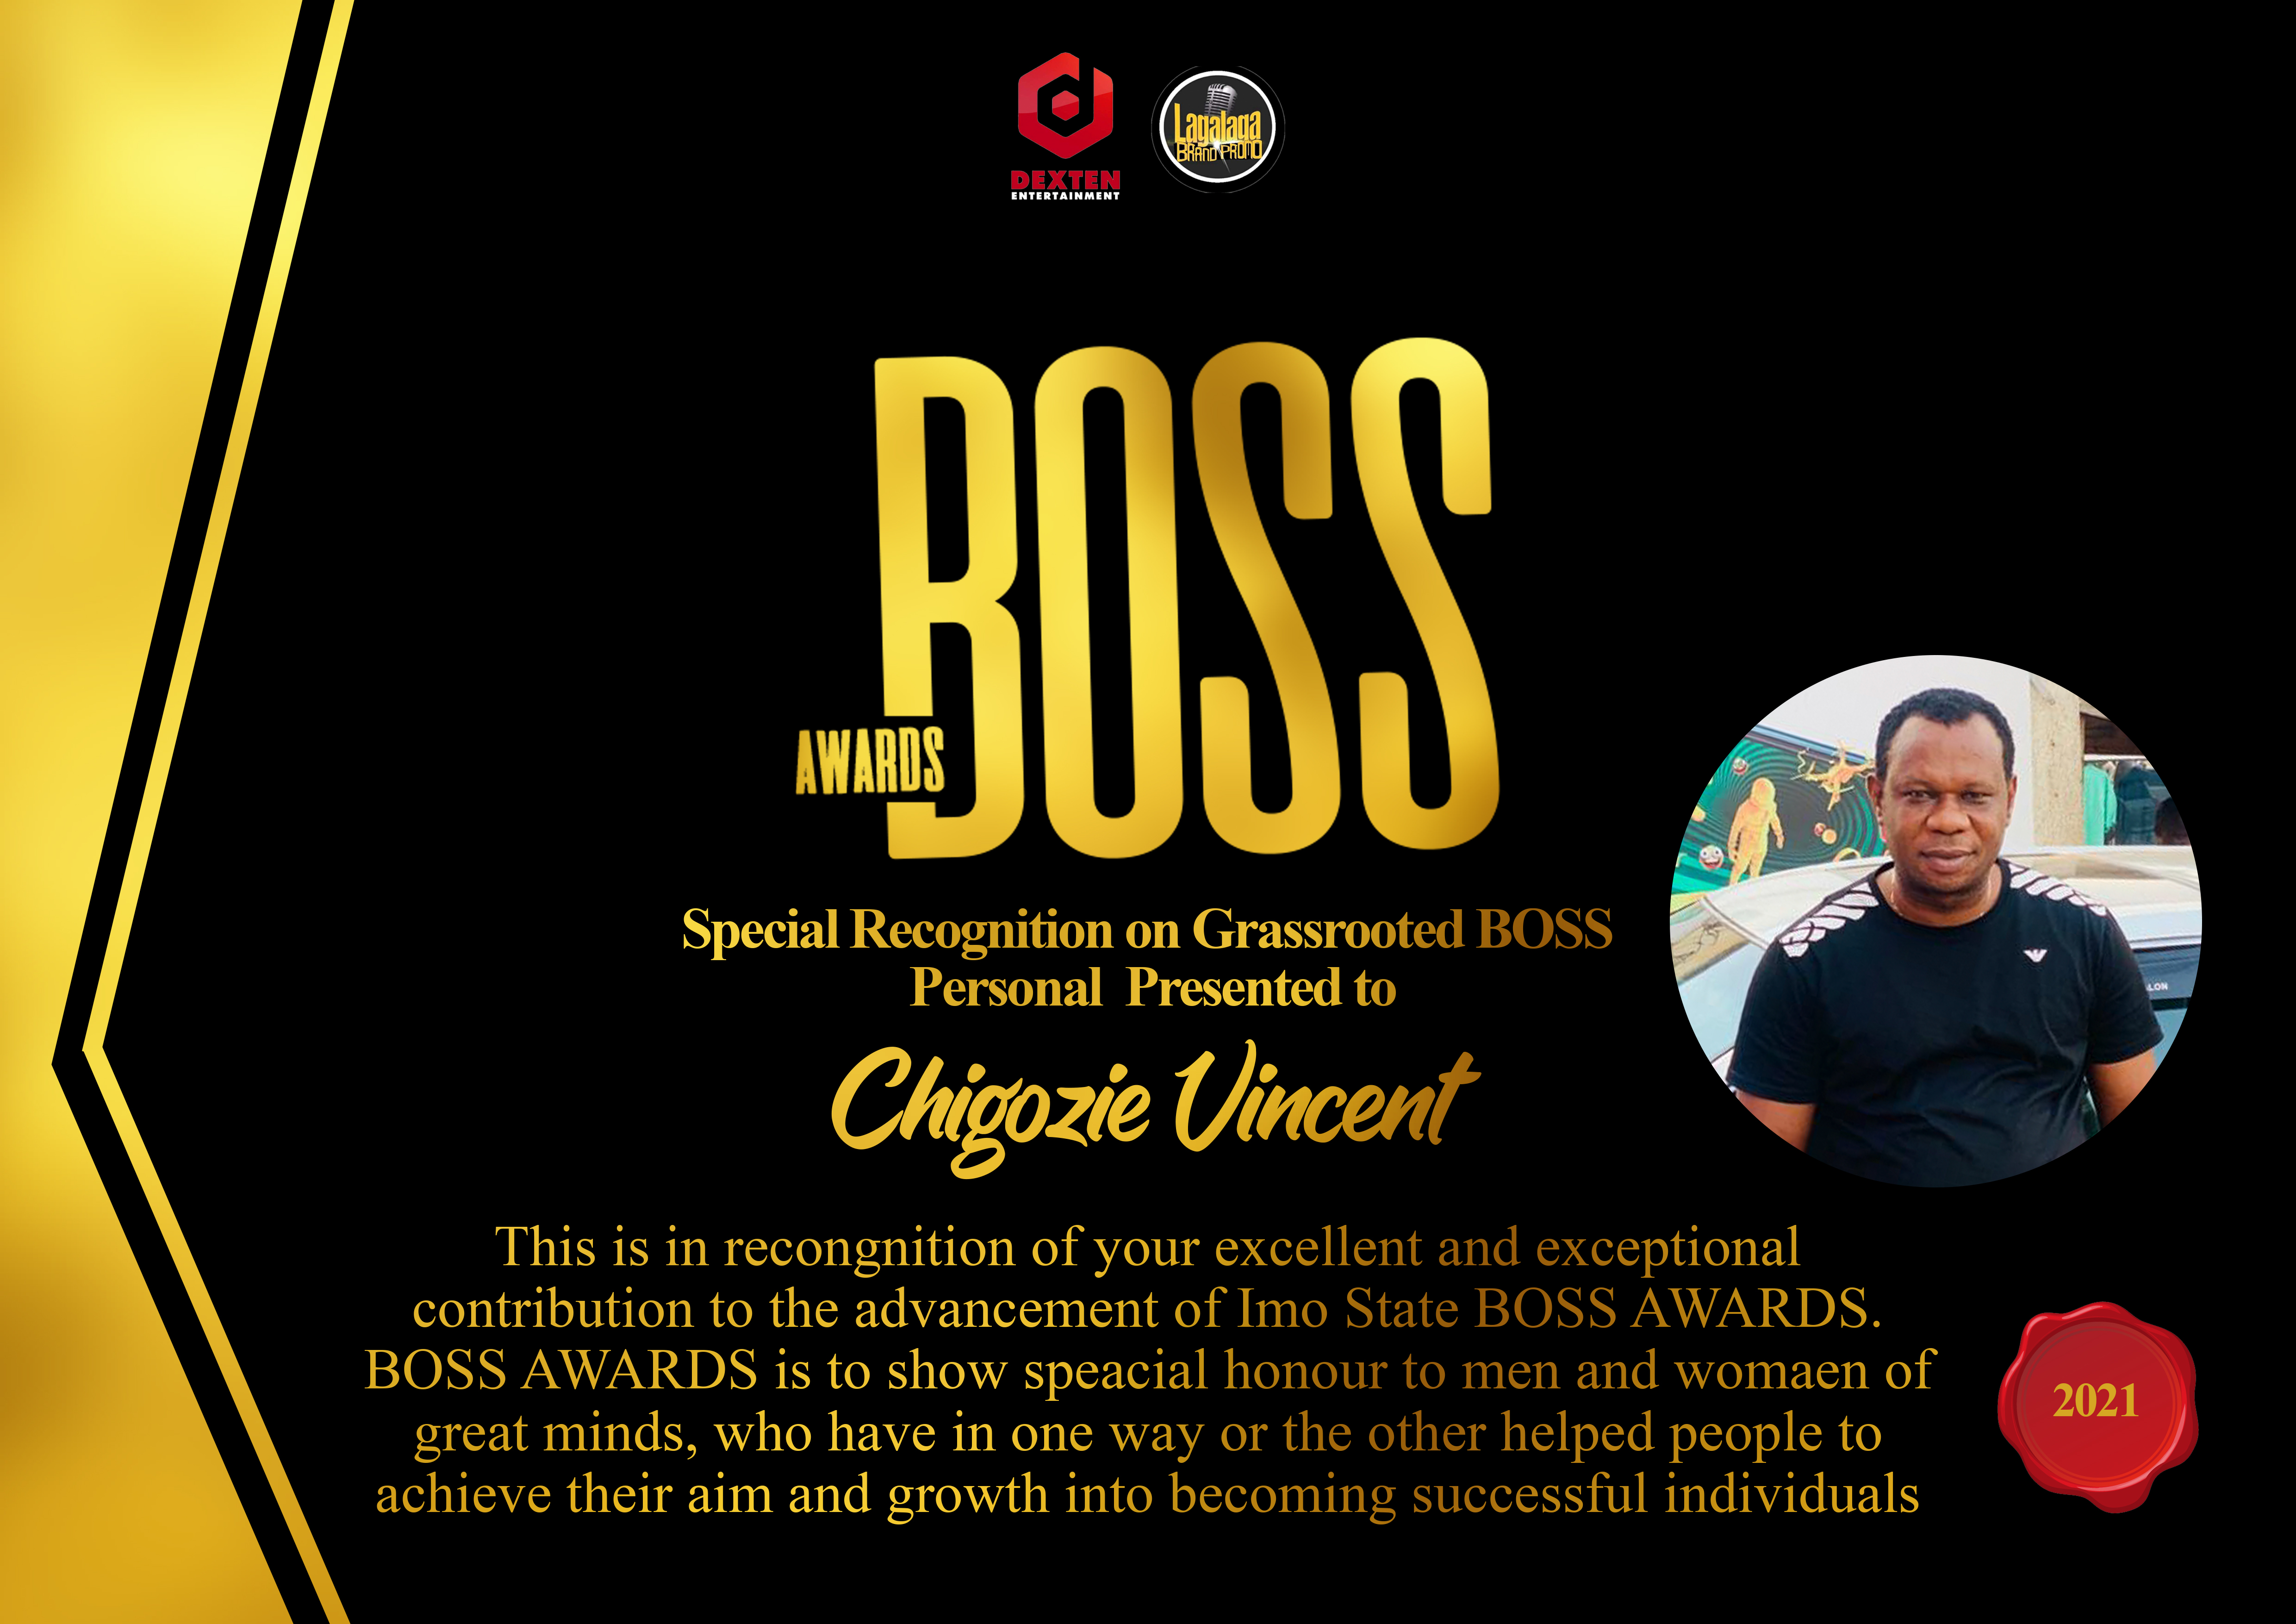 DEXTEN
ENTERTAINMENT
Lagalaga
BRAND PROMO
BOSS
AWARDS
Special Recognition on Grassrooted BOSS
Personal Presented to
Chigozie Vincent
This is in recongnition of your excellent and exceptional
contribution to the advancement of Imo State BOSS AWARDS.
BOSS AWARDS is to show speacial honour to men and womaen of
great minds, who have in one way or the other helped people to
achieve their aim and growth into becoming successful individuals
2021